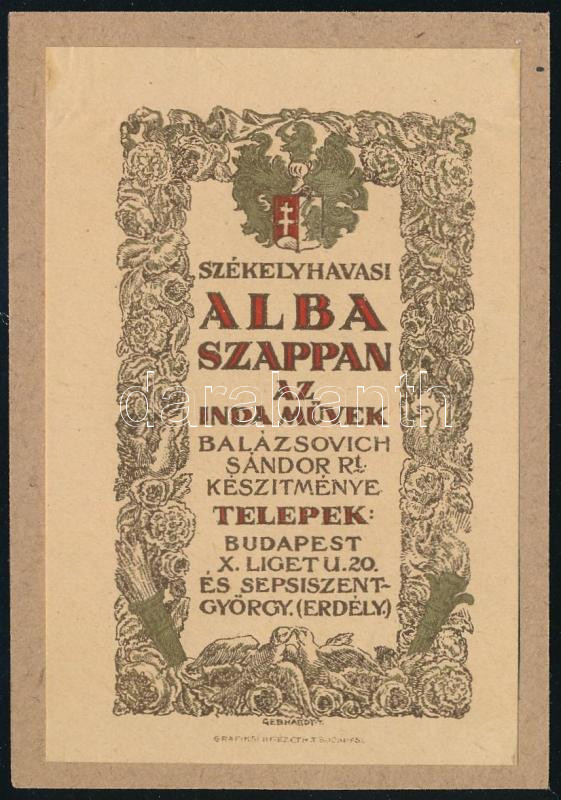 SZÉKELYHAVASI
ALBA
SZAPPAN
AZ
INDA MŰVEK
BALÁZSOVICH
SÁNDOR Rt.
KÉSZITMÉNYE
TELEPEK:
BUDAPEST
X. LIGET U. 20.
ÉS SEPSISZENT-
GYÖRGY. (ERDÉLY.)
GEBHARDT T.
darabanth